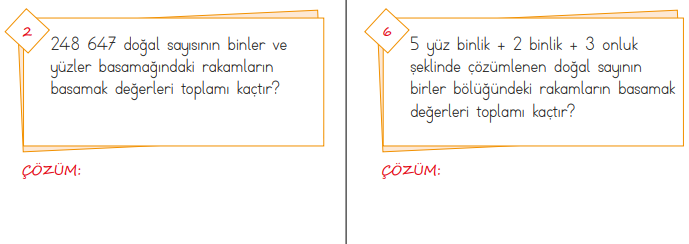 2
248 647 doğal sayısının binler ve
yüzler basamağındaki rakamların
basamak değerleri toplamı kaçtır?
ÇÖZÜM:
6
5 yüz binlik + 2 binlik + 3 onluk
şeklinde çözümlenen doğal sayının
birler bölüğündeki rakamların basamak
değerleri toplamı kaçtır?
ÇÖZÜM: